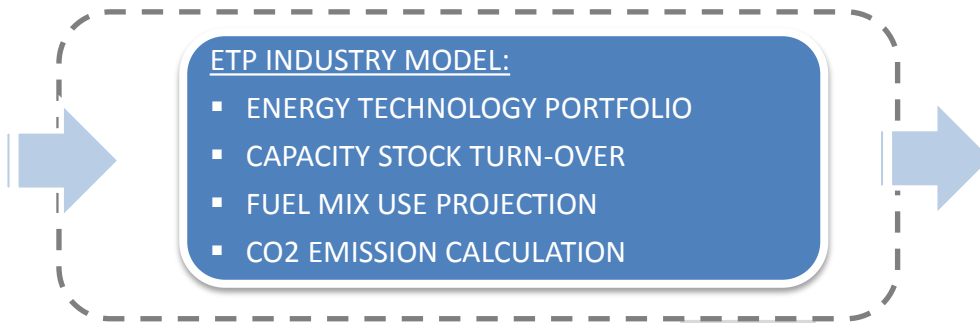 ETP INDUSTRY MODEL:
▪ ENERGY TECHNOLOGY PORTFOLIO
▪ CAPACITY STOCK TURN-OVER
▪ FUEL MIX USE PROJECTION
▪ CO2 EMISSION CALCULATION